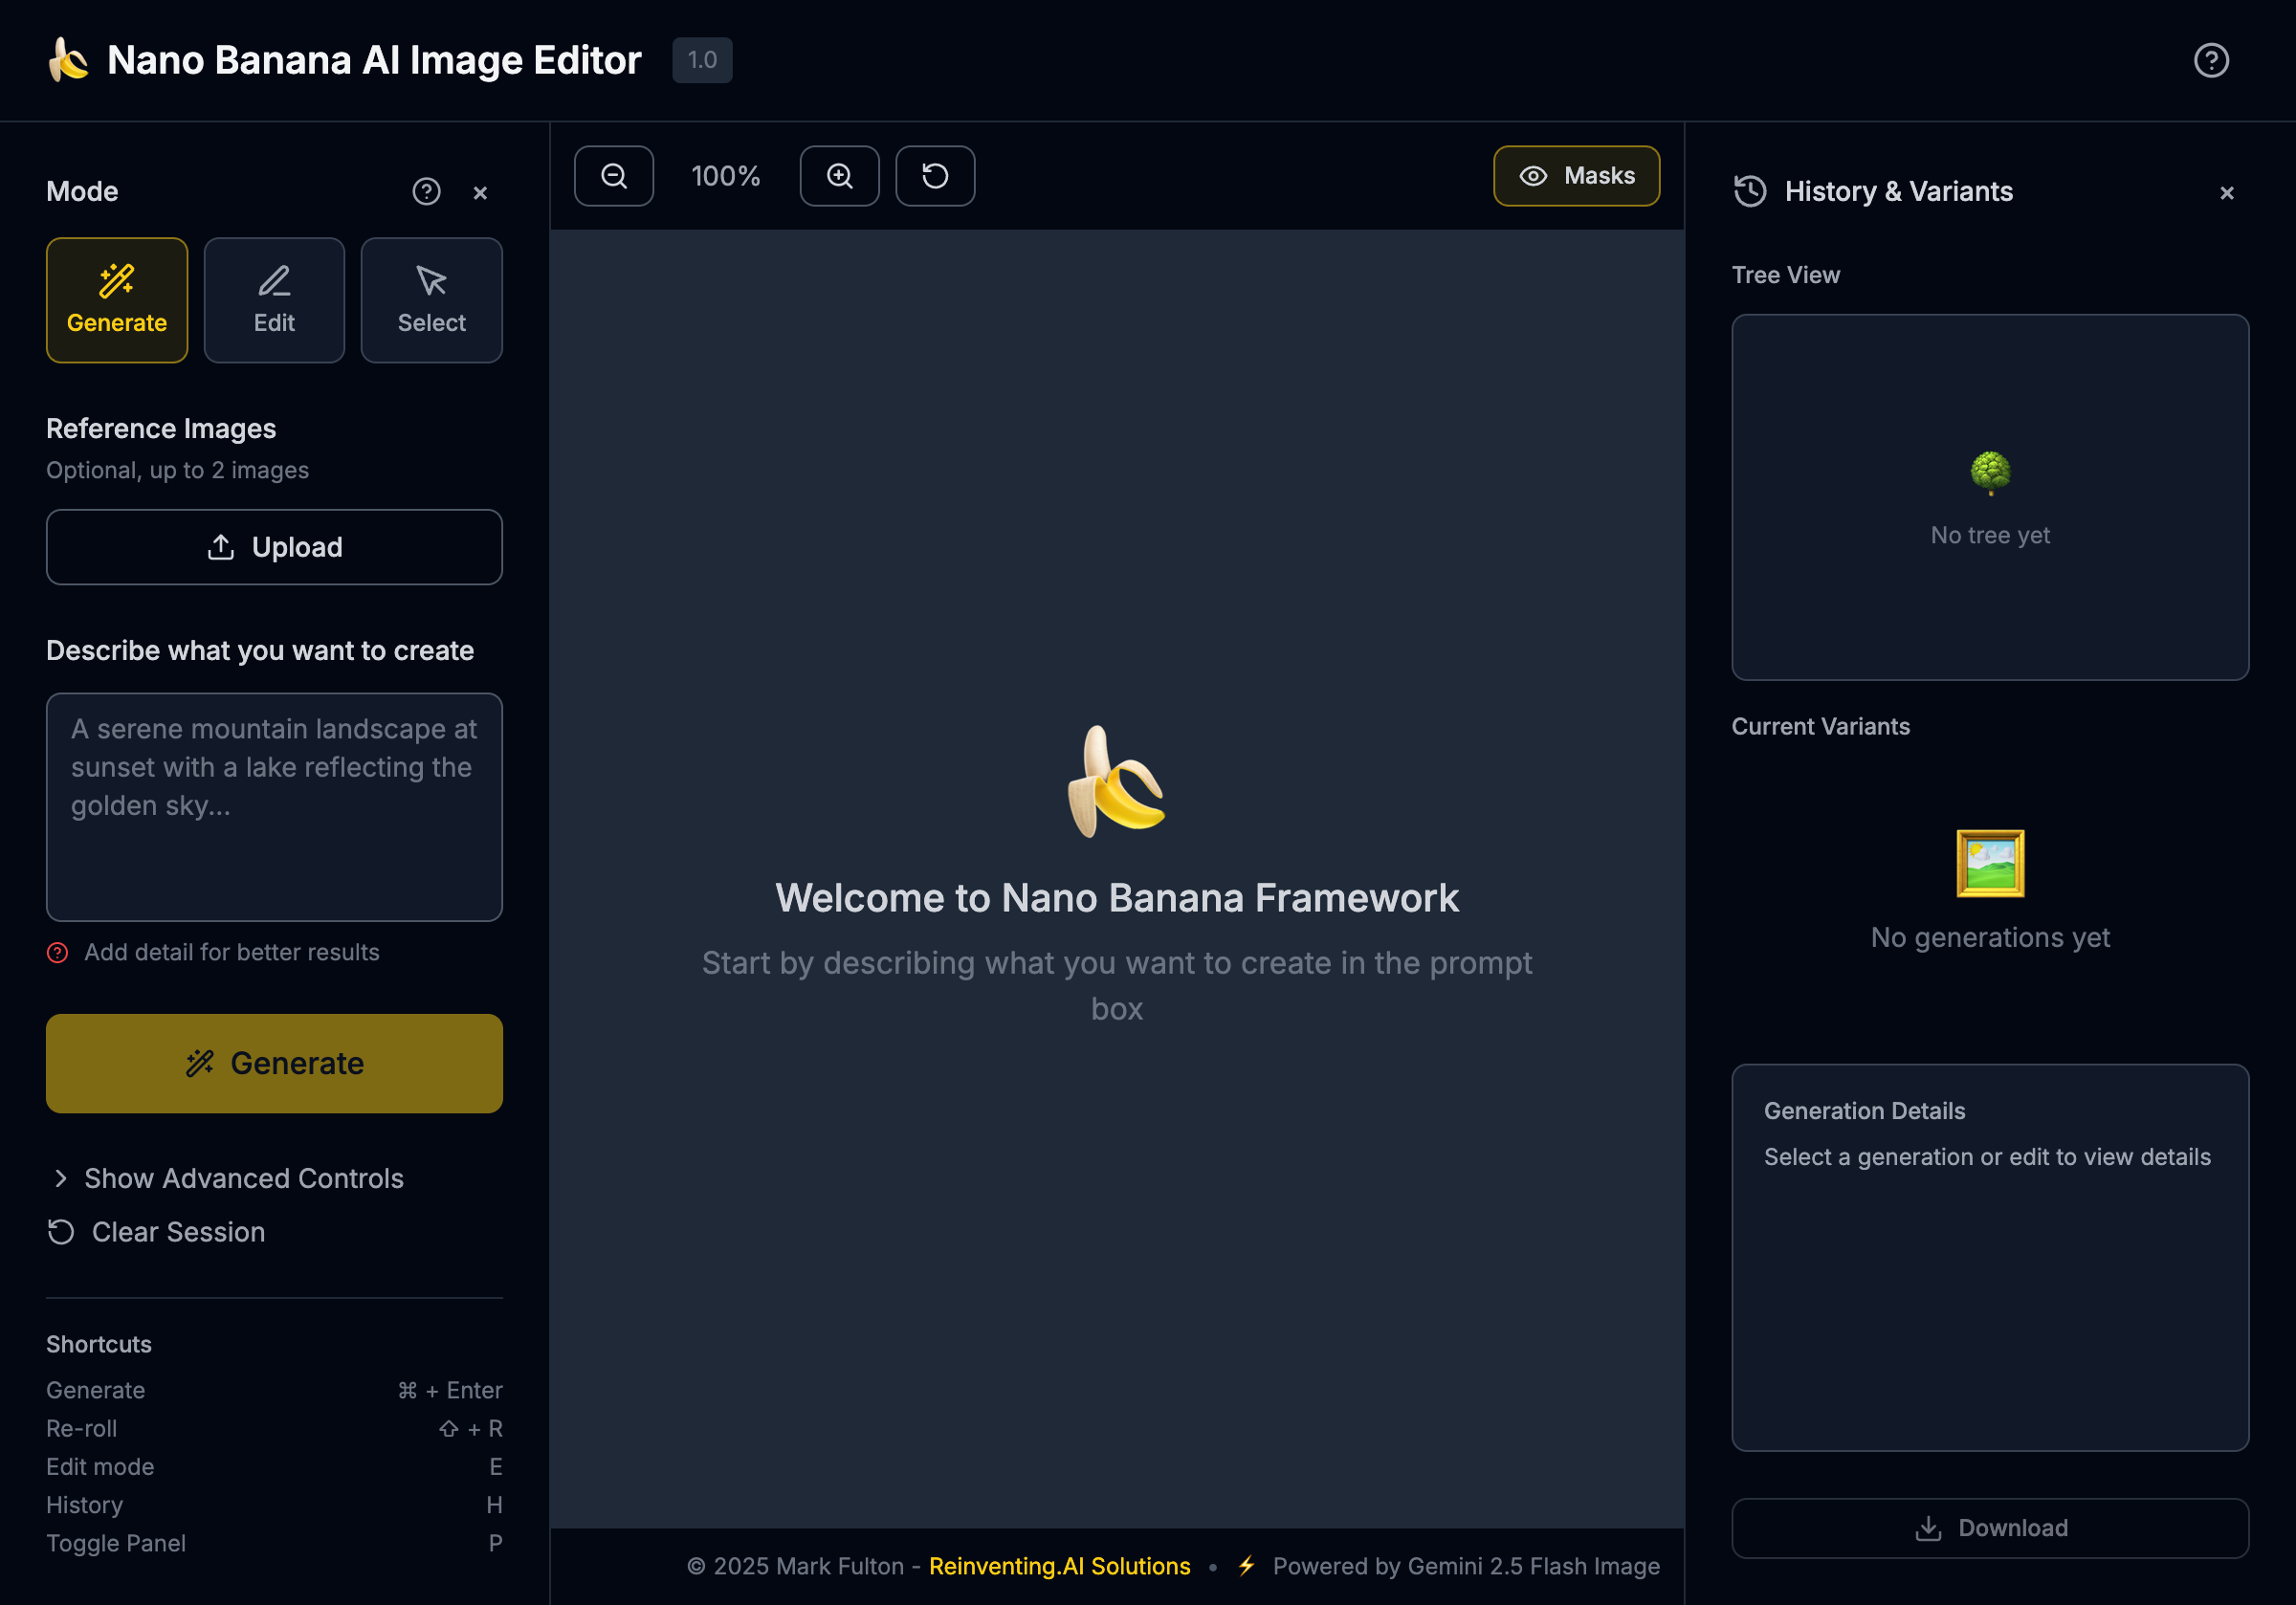 Nano Banana AI Image Editor 1.0
Mode
Generate Edit Select
Reference Images
Optional, up to 2 images
Upload
Describe what you want to create
A serene mountain landscape at
sunset with a lake reflecting the
golden sky...
Add detail for better results
Generate
Show Advanced Controls
Clear Session
Shortcuts
Generate ⌘ + Enter
Re-roll ⇧ + R
Edit mode E
History H
Toggle Panel P
100% Masks
Welcome to Nano Banana Framework
Start by describing what you want to create in the prompt
box
© 2025 Mark Fulton - Reinventing.AI Solutions • ⚡ Powered by Gemini 2.5 Flash Image
History & Variants
Tree View
No tree yet
Current Variants
No generations yet
Generation Details
Select a generation or edit to view details
Download